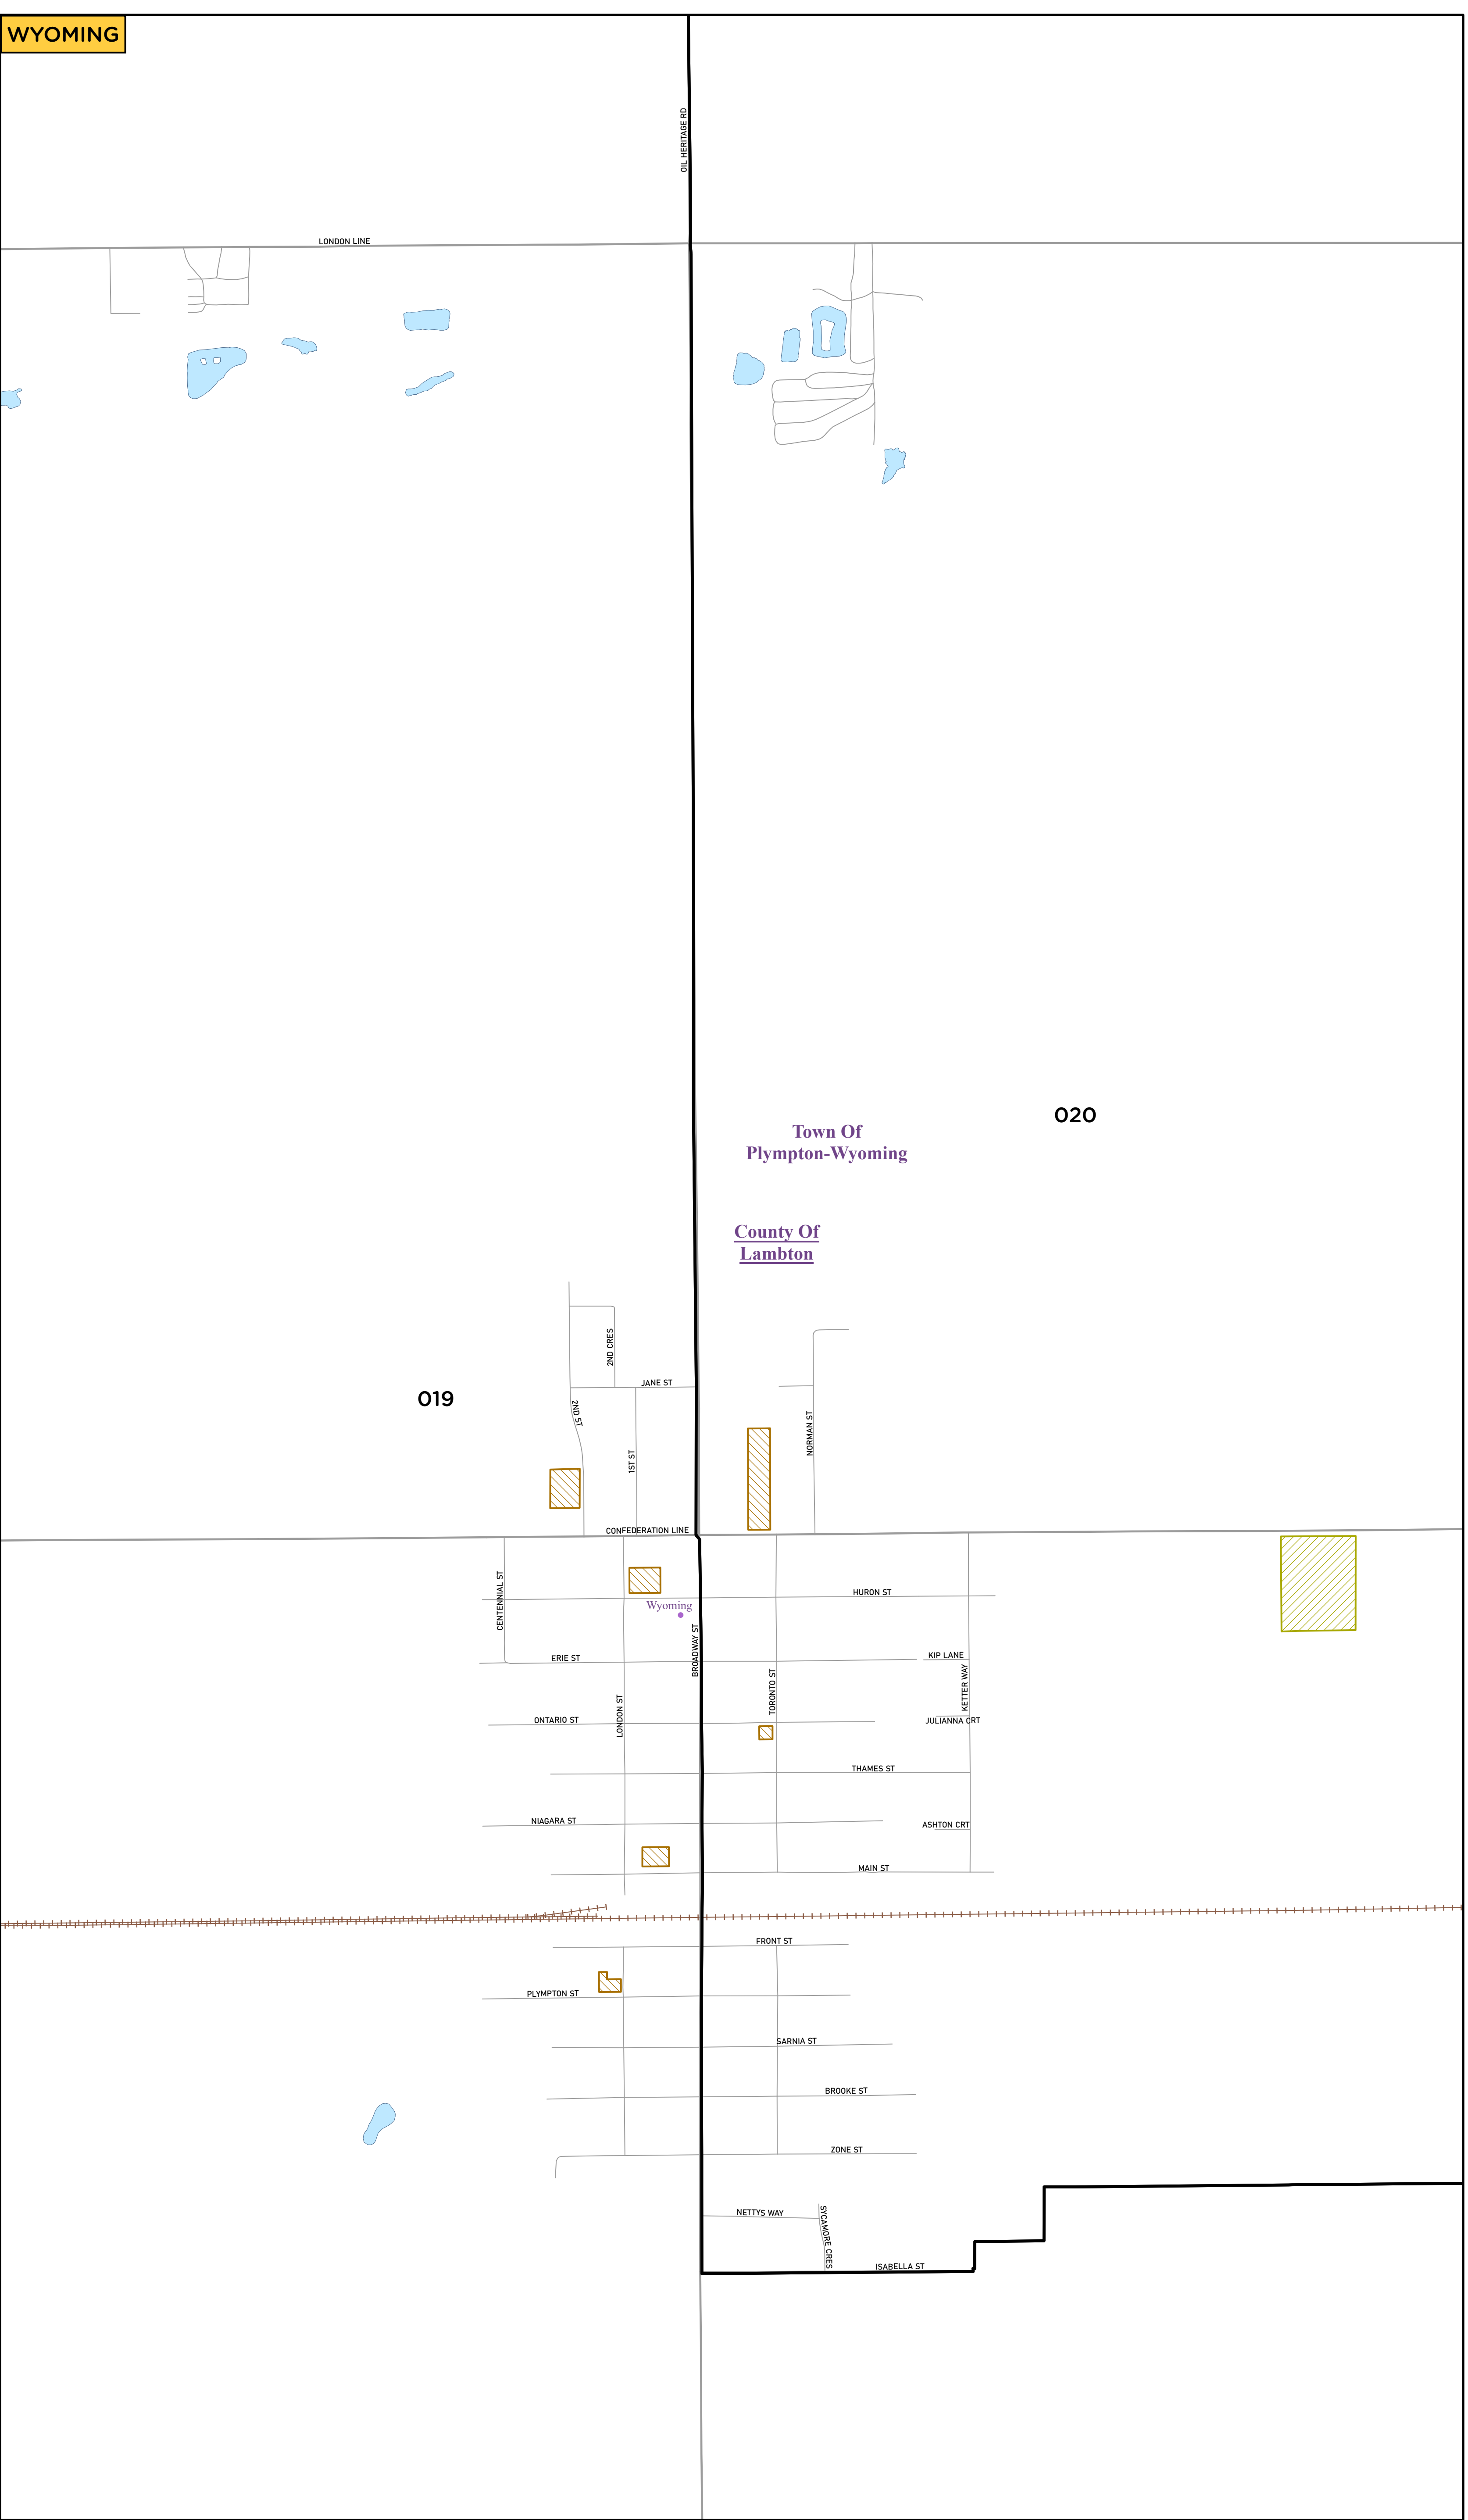 WYOMING
OIL HERITAGE RD
LONDON LINE
020
Town Of
Plympton-Wyoming
County Of
Lambton
2ND CRES
JANE ST
019
2ND ST
NORMAN ST
1ST ST
CONFEDERATION LINE
CENTENNIAL ST
HURON ST
Wyoming
BROADWAY ST
ERIE ST
KIP LANE
KETTER WAY
TORONTO ST
LONDON ST
ONTARIO ST
JULIANNA CRT
THAMES ST
NIAGARA ST
ASHTON CRT
MAIN ST
FRONT ST
PLYMPTON ST
SARNIA ST
BROOKE ST
ZONE ST
NETTYS WAY
SYCAMORE CRES
ISABELLA ST